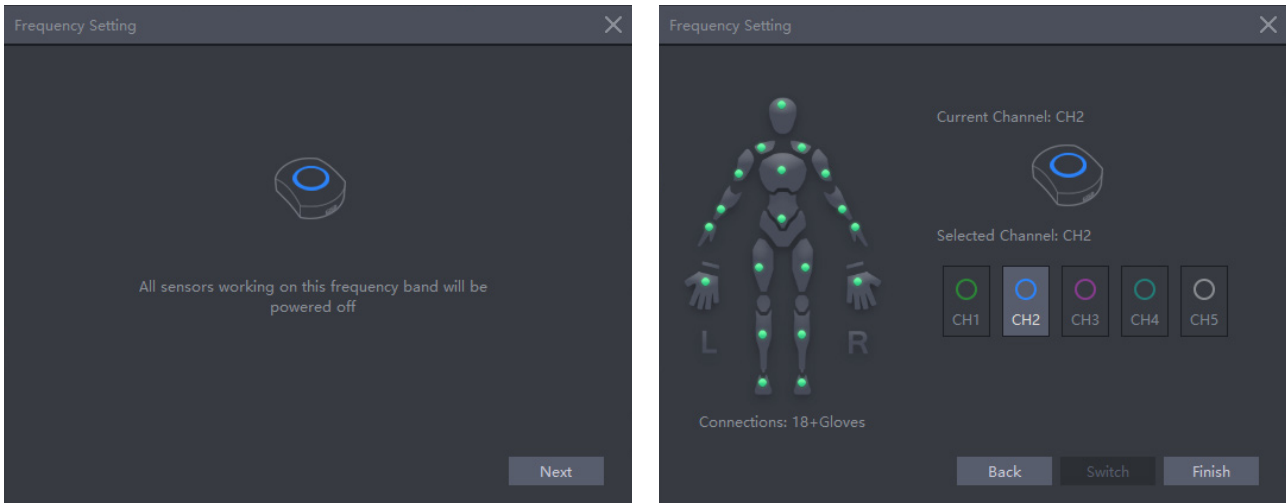 Frequency Setting
All sensors working on this frequency band will be
powered off
Next
Frequency Setting
Current Channel: CH2
Selected Channel: CH2
CH1 CH2 CH3 CH4 CH5
L R
Connections: 18+Gloves
Back Switch Finish